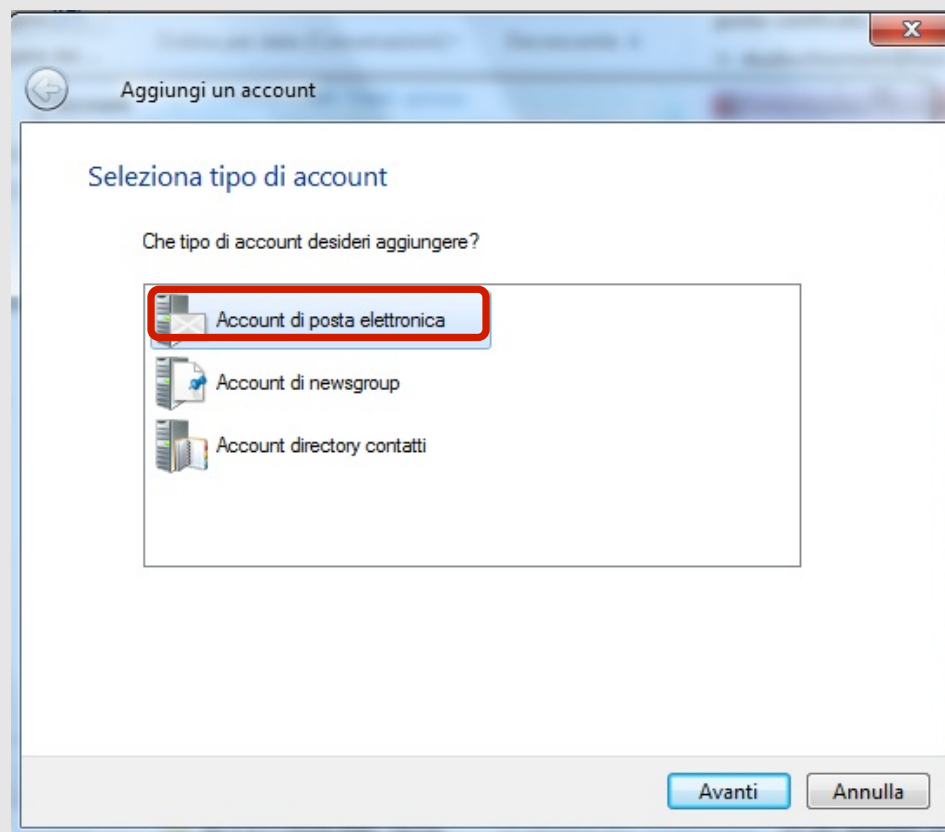 Aggiungi un account
Seleziona tipo di account
Che tipo di account desideri aggiungere?
Account di posta elettronica
Account di newsgroup
Account directory contatti
Avanti
Annulla